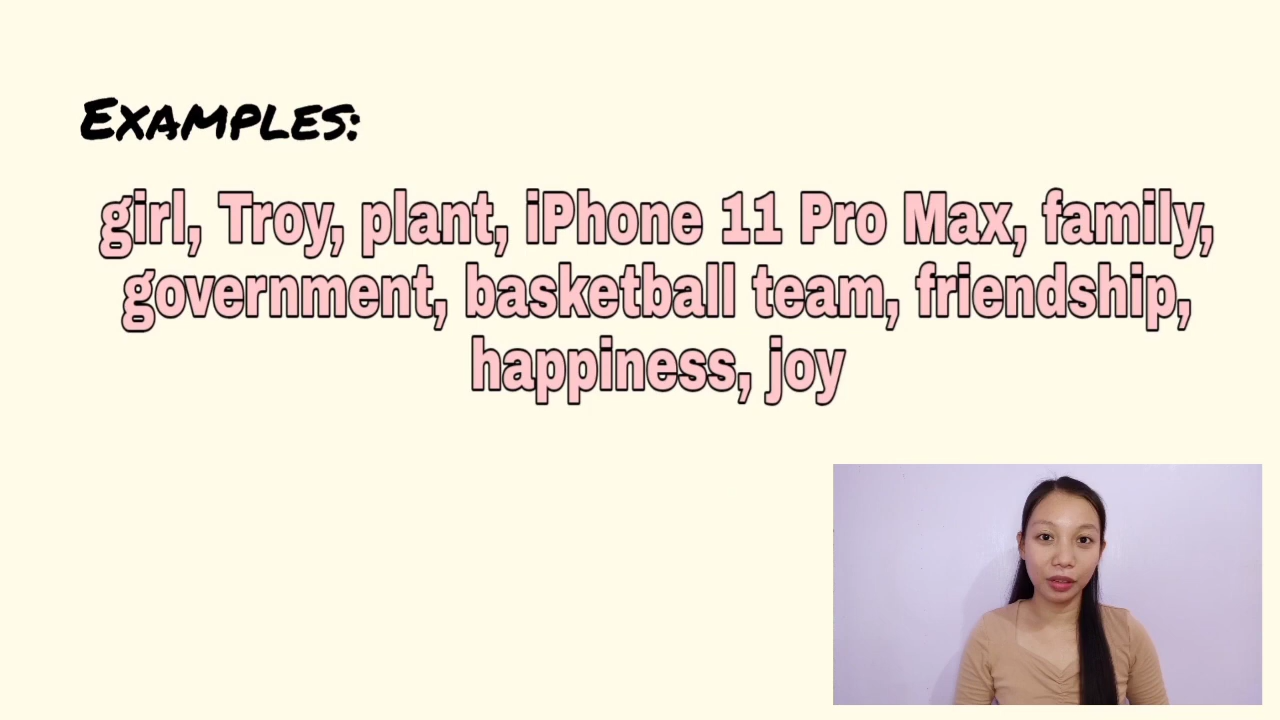 EXAMPLES:
girl, Troy, plant, iPhone 11 Pro Max, family,
government, basketball team, friendship,
happiness, joy